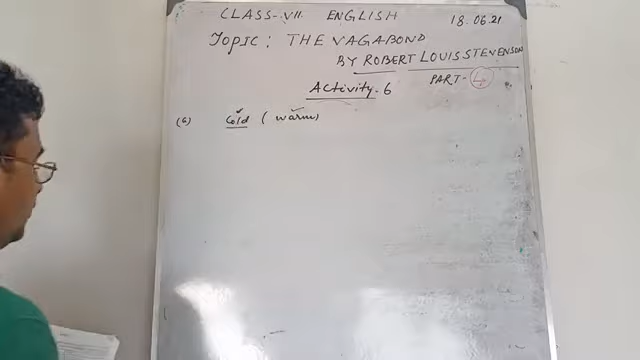 CLASS-VII ENGLISH 18.06.21
Topic: THE VAGABOND
BY ROBERT LOUIS STEVENSON
PART-4
Activity-6
(6) Cold (warm)